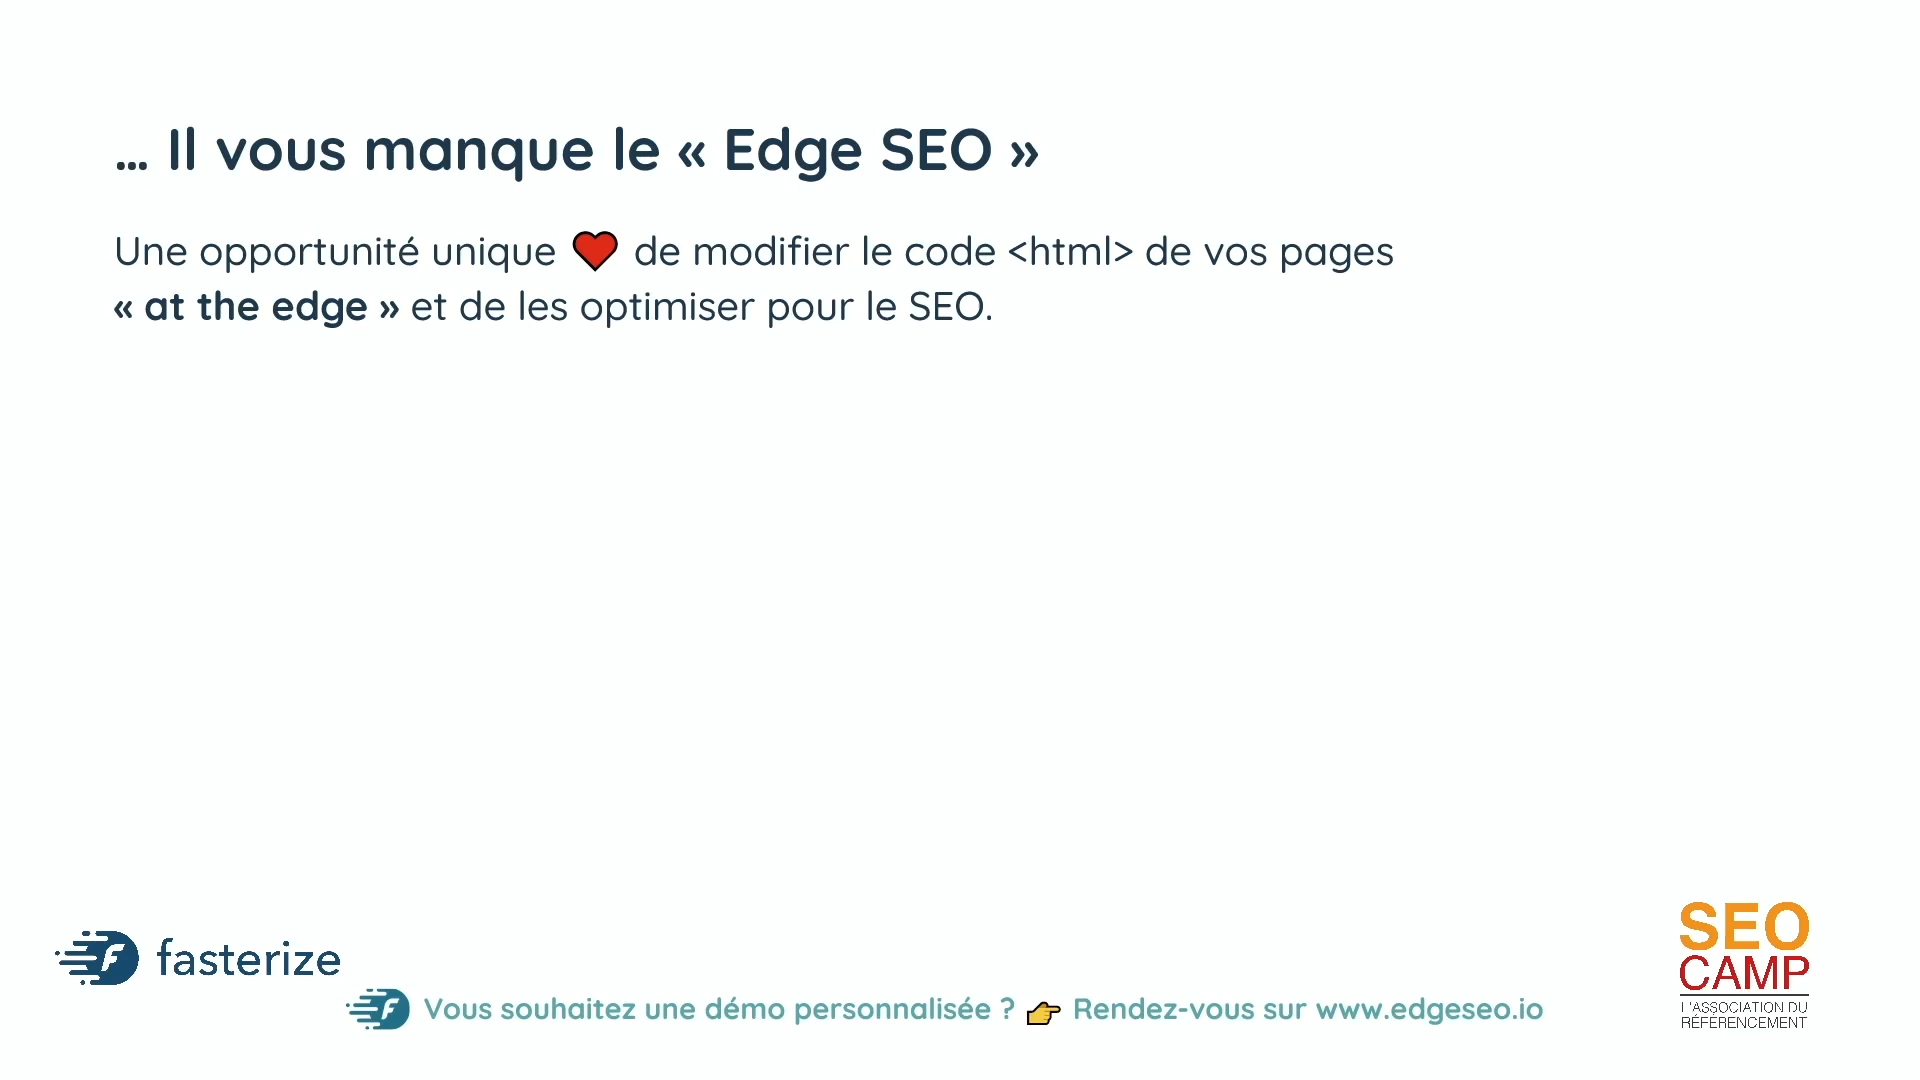 … Il vous manque le « Edge SEO »
Une opportunité unique ❤️ de modifier le code <html> de vos pages
« at the edge » et de les optimiser pour le SEO.
fasterize
Vous souhaitez une démo personnalisée ? 👉 Rendez-vous sur www.edgeseo.io
SEO
CAMP
L'ASSOCIATION DU
RÉFÉRENCEMENT